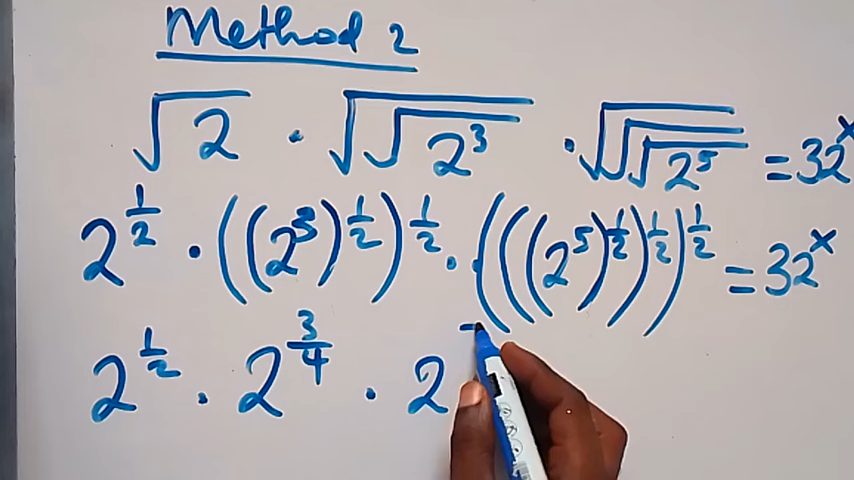 Method 2
√2 · √√2³ · √√√2⁵ = 32ˣ
2^(1/2) · ((2³)^(1/2))^(1/2) · (((2⁵)^(1/2))^(1/2))^(1/2) = 32ˣ
2^(1/2) · 2^(3/4) · 2